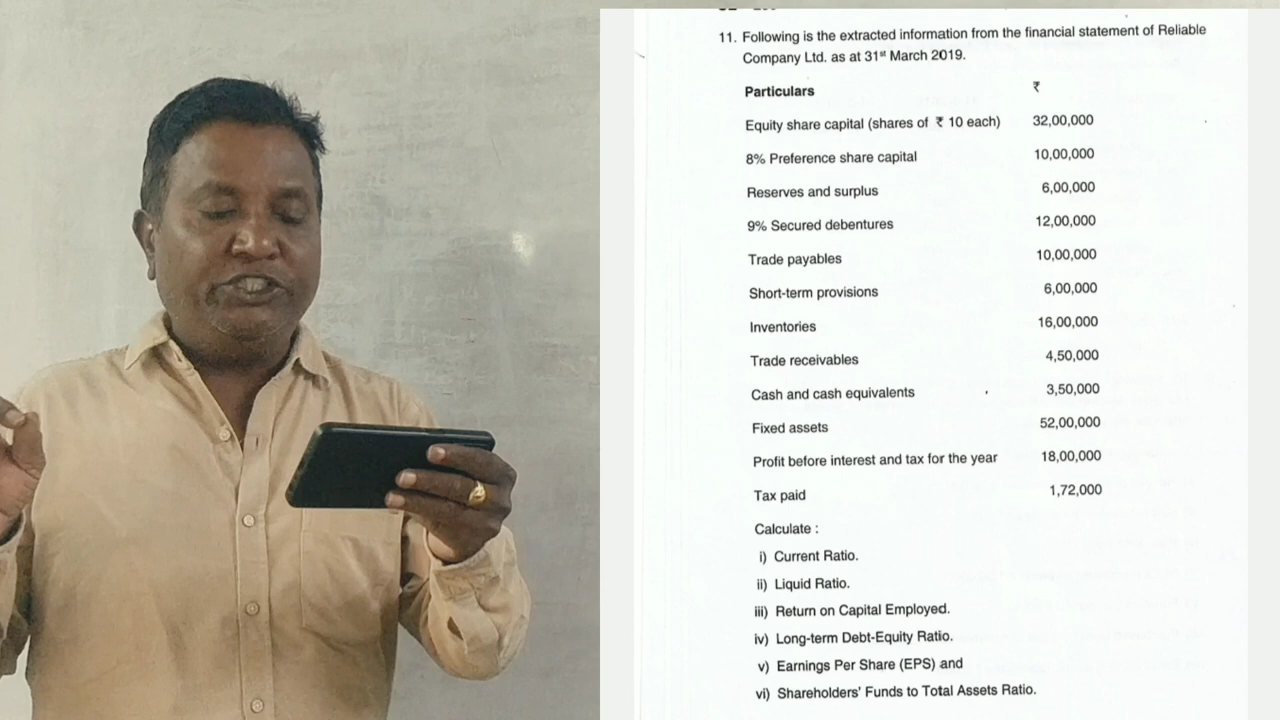 11. Following is the extracted information from the financial statement of Reliable
Company Ltd. as at 31st March 2019.
Particulars ₹
Equity share capital (shares of ₹ 10 each) 32,00,000
8% Preference share capital 10,00,000
Reserves and surplus 6,00,000
9% Secured debentures 12,00,000
Trade payables 10,00,000
Short-term provisions 6,00,000
Inventories 16,00,000
Trade receivables 4,50,000
Cash and cash equivalents 3,50,000
Fixed assets 52,00,000
Profit before interest and tax for the year 18,00,000
Tax paid 1,72,000
Calculate :
i) Current Ratio.
ii) Liquid Ratio.
iii) Return on Capital Employed.
iv) Long-term Debt-Equity Ratio.
v) Earnings Per Share (EPS) and
vi) Shareholders' Funds to Total Assets Ratio.